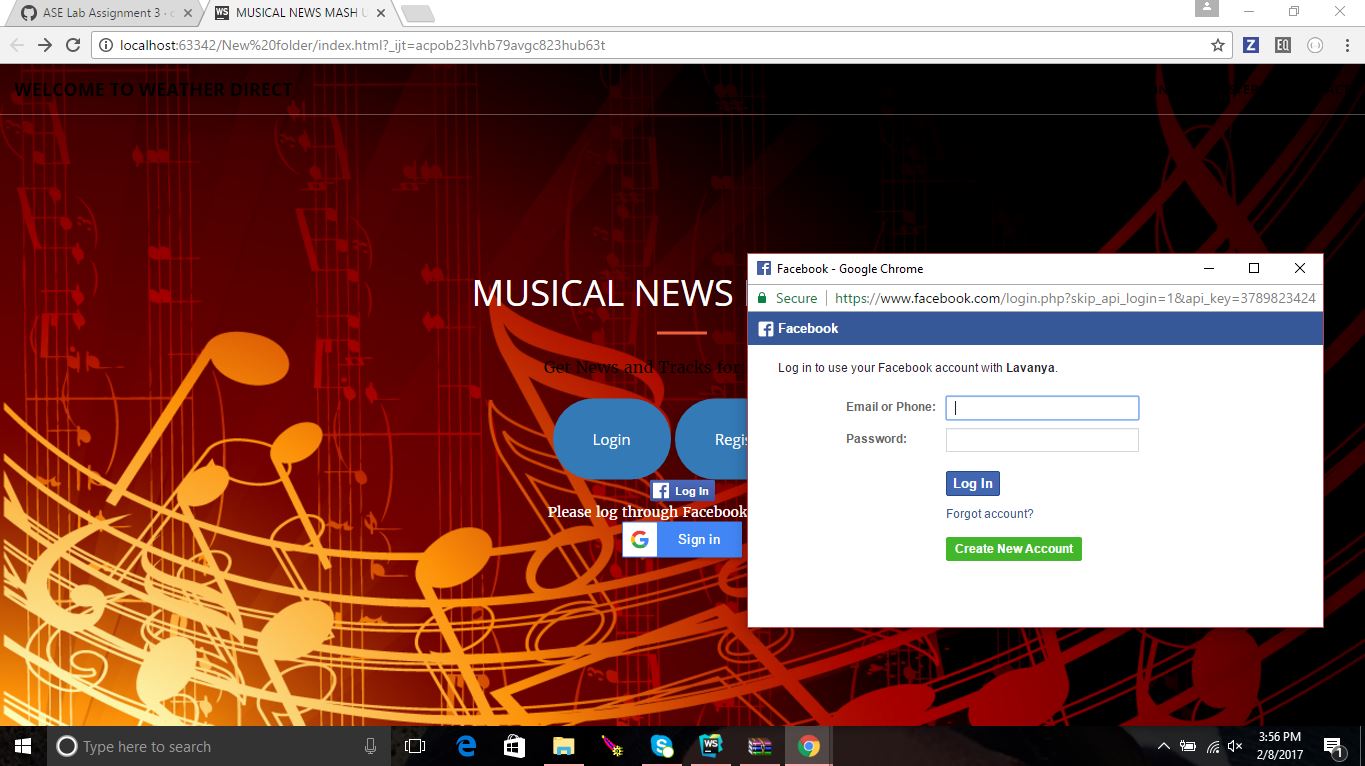 ASE Lab Assignment 3 ·
MUSICAL NEWS MASH U
localhost:63342/New%20folder/index.html?_ijt=acpob23lvhb79avgc823hub63t
WELCOME TO WEATHER DIRECT
MUSICAL NEWS
Get News and Tracks for
Login
Regis
Log In
Please log through Facebook
Sign in
Facebook - Google Chrome
Secure
https://www.facebook.com/login.php?skip_api_login=1&api_key=3789823424
Facebook
Log in to use your Facebook account with Lavanya.
Email or Phone:
Password:
Log In
Forgot account?
Create New Account
Type here to search
3:56 PM
2/8/2017